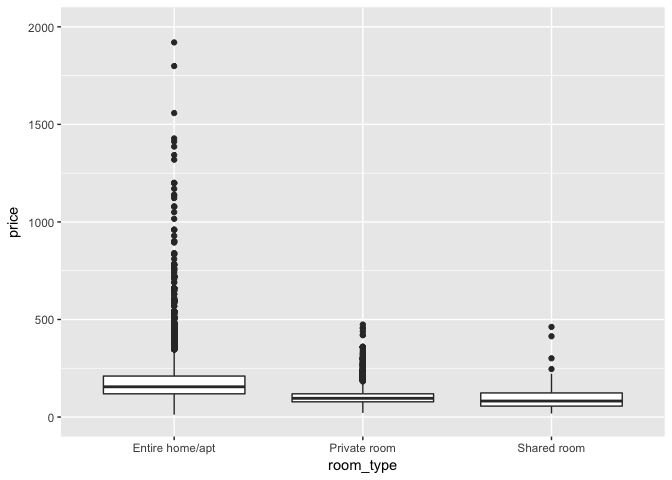 2000
1500
1000
500
0
price
Entire home/apt
Private room
Shared room
room_type